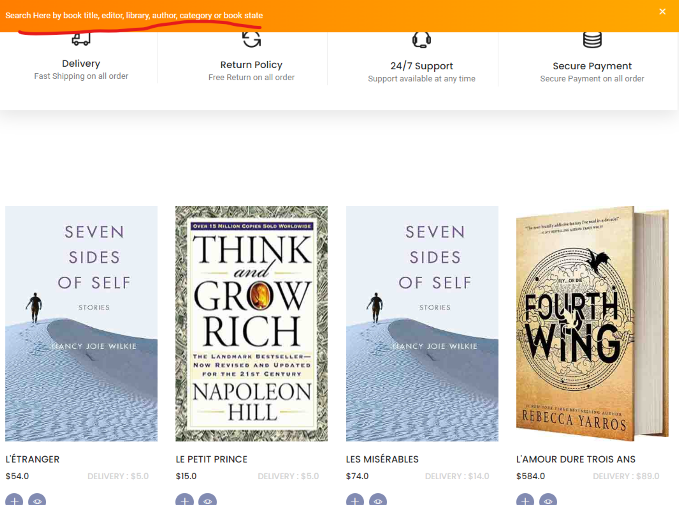 Search Here by book title, editor, library, author, category or book state
×
Delivery
Fast Shipping on all order
Return Policy
Free Return on all order
24/7 Support
Support available at any time
Secure Payment
Secure Payment on all order
SEVEN
SIDES
OF SELF
STORIES
NANCY JOIE WILKIE
OVER 15 MILLION COPIES SOLD WORLDWIDE
THINK
and
GROW
RICH
THE LANDMARK BESTSELLER—
NOW REVISED AND UPDATED
FOR THE 21ST CENTURY
NAPOLEON
HILL
SEVEN
SIDES
OF SELF
STORIES
NANCY JOIE WILKIE
FLY... OR DIE
FOURTH
WING
REBECCA YARROS
L'ÉTRANGER
$54.0 DELIVERY : $5.0
LE PETIT PRINCE
$15.0 DELIVERY : $5.0
LES MISÉRABLES
$74.0 DELIVERY : $14.0
L'AMOUR DURE TROIS ANS
$584.0 DELIVERY : $89.0